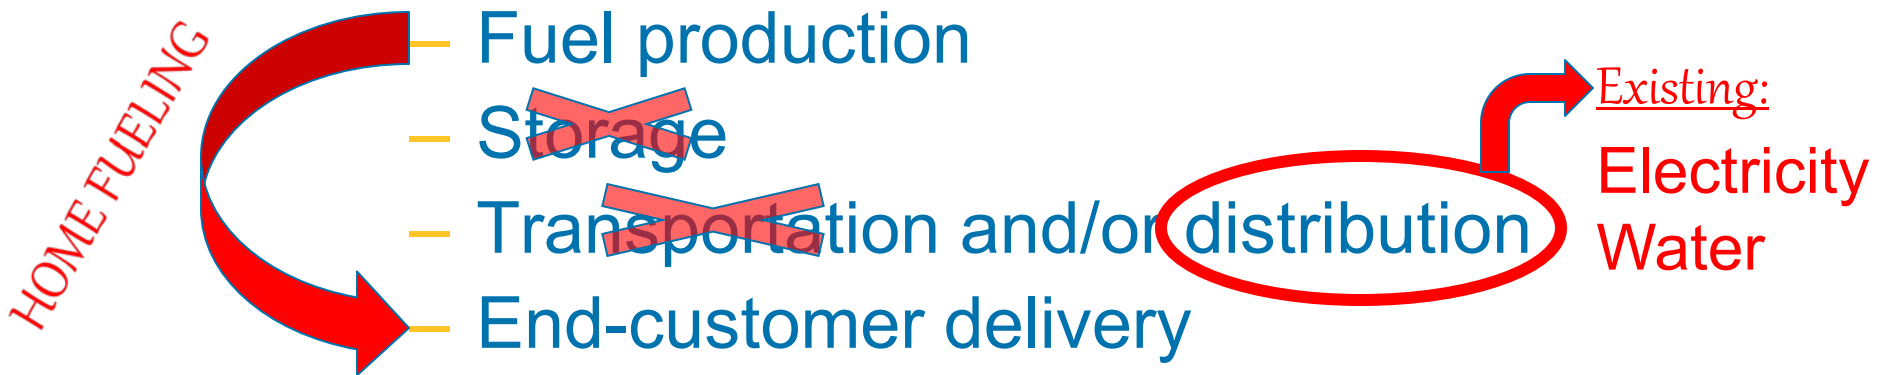 HOME FUELING
– Fuel production
– Storage
– Transportation and/or distribution
– End-customer delivery
Existing:
Electricity
Water